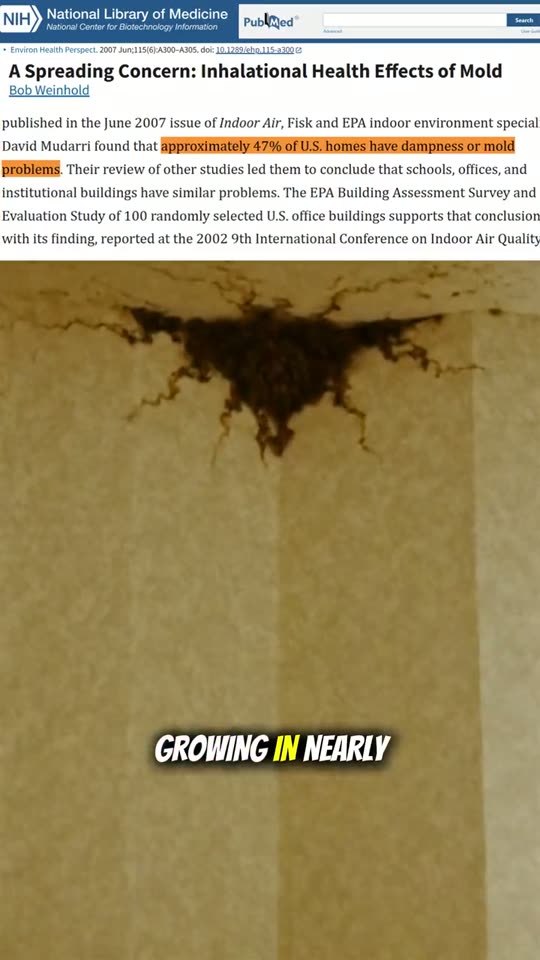 NIH National Library of Medicine
National Center for Biotechnology Information
PubMed
Search
Advanced
User Guide
• Environ Health Perspect. 2007 Jun;115(6):A300–A305. doi: 10.1289/ehp.115-a300
A Spreading Concern: Inhalational Health Effects of Mold
Bob Weinhold
published in the June 2007 issue of Indoor Air, Fisk and EPA indoor environment special
David Mudarri found that approximately 47% of U.S. homes have dampness or mold
problems. Their review of other studies led them to conclude that schools, offices, and
institutional buildings have similar problems. The EPA Building Assessment Survey and
Evaluation Study of 100 randomly selected U.S. office buildings supports that conclusion
with its finding, reported at the 2002 9th International Conference on Indoor Air Quality
GROWING IN NEARLY